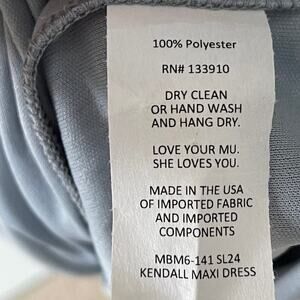 100% Polyester
RN# 133910
DRY CLEAN
OR HAND WASH
AND HANG DRY.
LOVE YOUR MU.
SHE LOVES YOU.
MADE IN THE USA
OF IMPORTED FABRIC
AND IMPORTED
COMPONENTS
MBM6-141 SL24
KENDALL MAXI DRESS